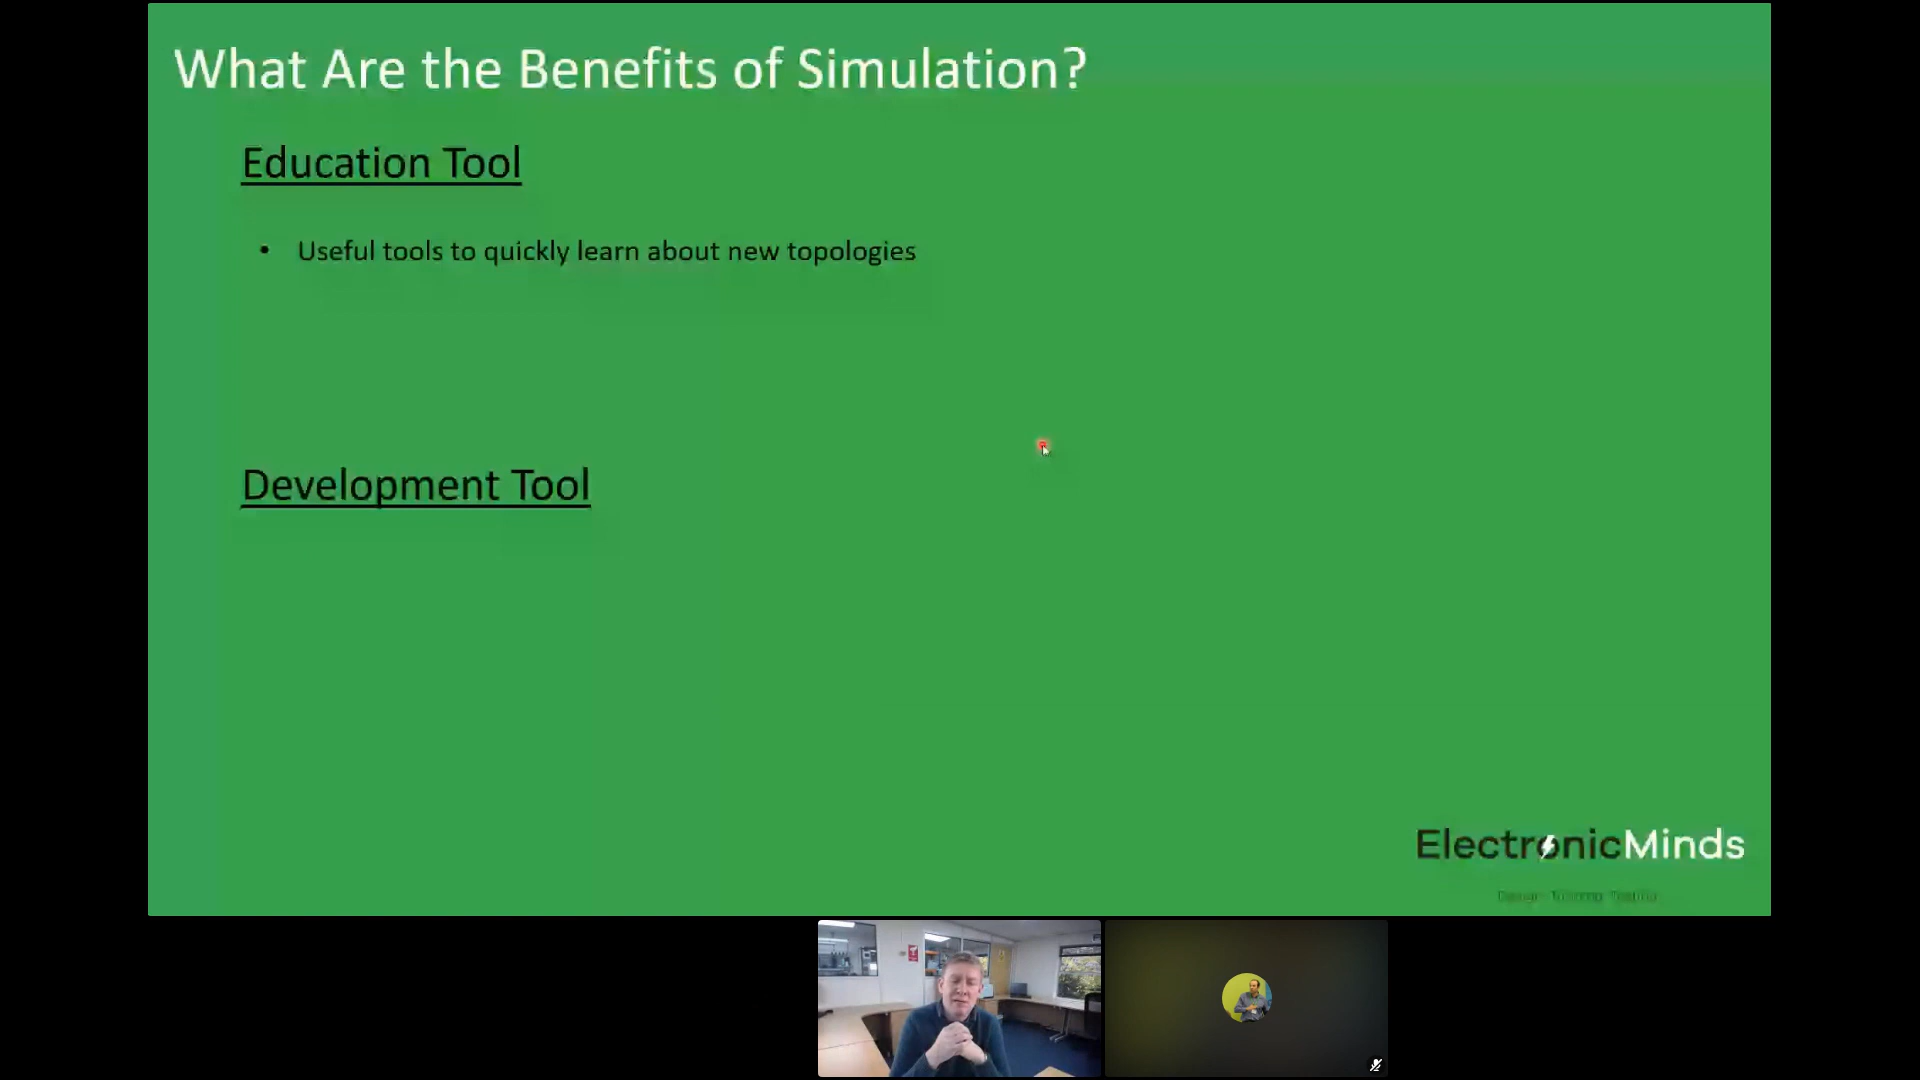 What Are the Benefits of Simulation?
Education Tool
• Useful tools to quickly learn about new topologies
Development Tool
ElectronicMinds